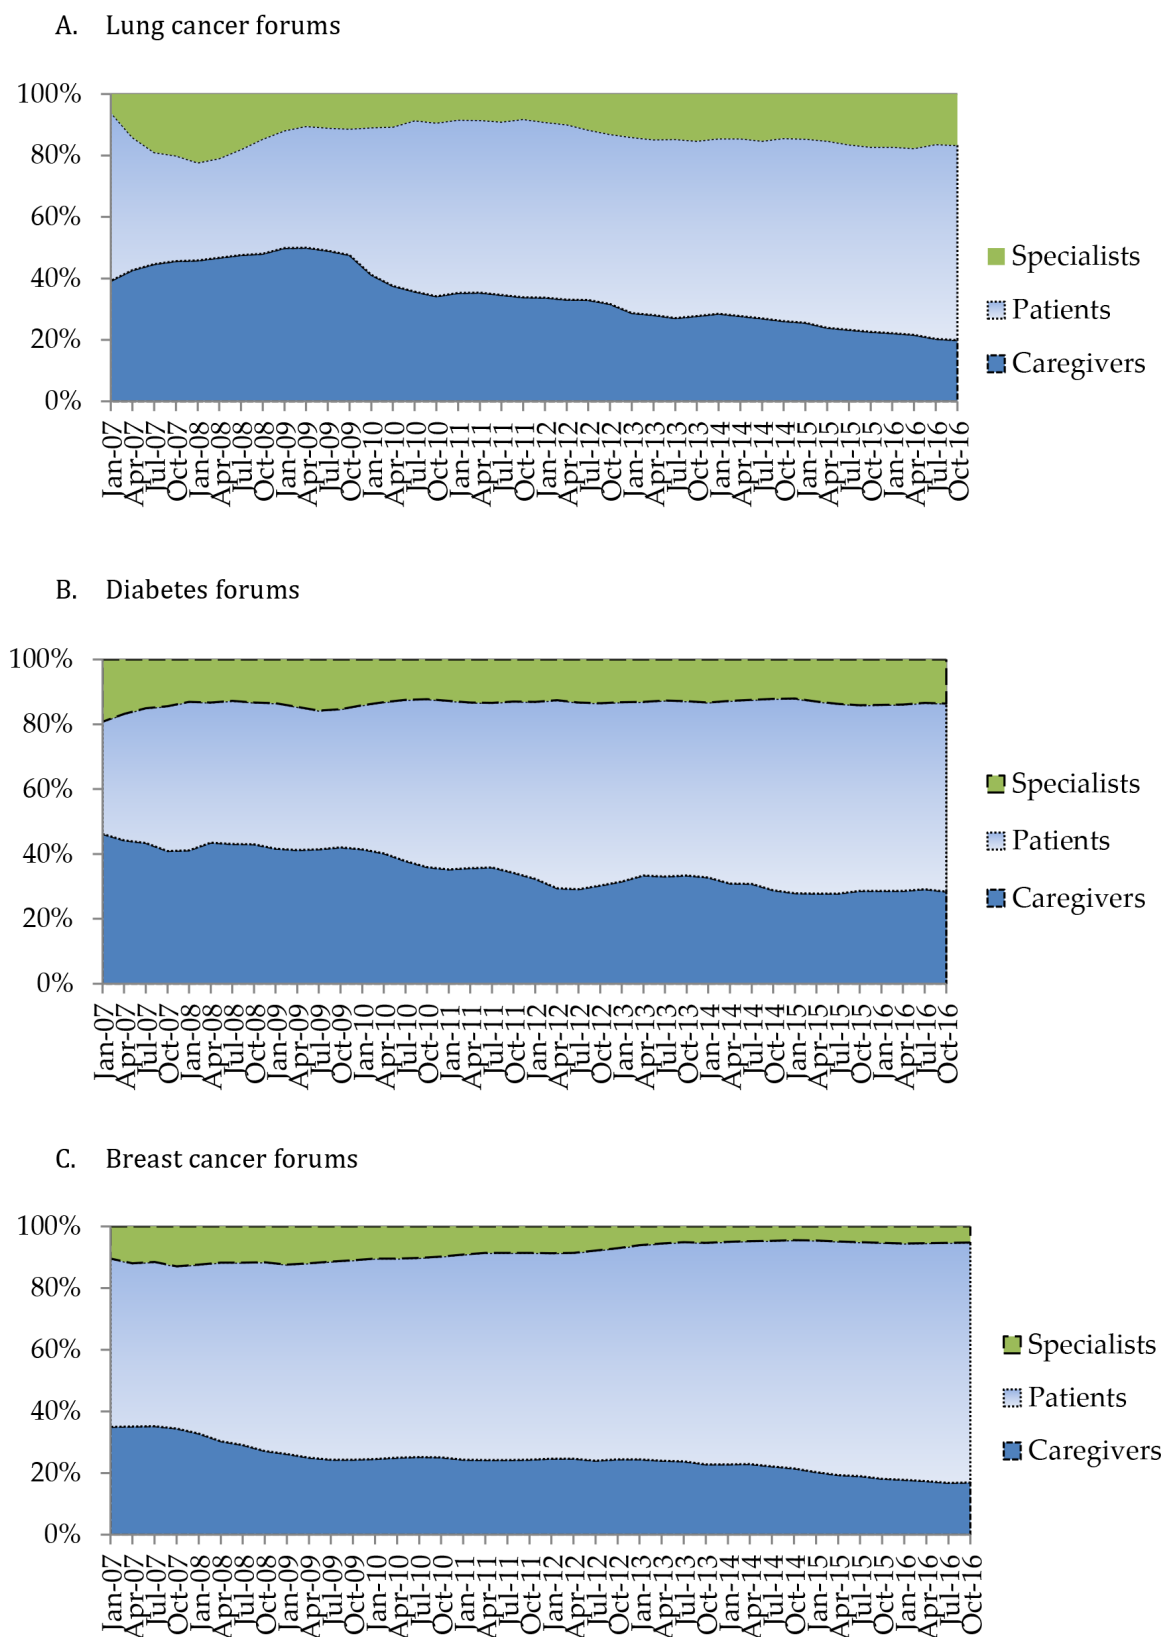 A. Lung cancer forums
100%
80%
60%
40%
20%
0%
Specialists
Patients
Caregivers
Jan-07
Apr-07
Jul-07
Oct-07
Jan-08
Apr-08
Jul-08
Oct-08
Jan-09
Apr-09
Jul-09
Oct-09
Jan-10
Apr-10
Jul-10
Oct-10
Jan-11
Apr-11
Jul-11
Oct-11
Jan-12
Apr-12
Jul-12
Oct-12
Jan-13
Apr-13
Jul-13
Oct-13
Jan-14
Apr-14
Jul-14
Oct-14
Jan-15
Apr-15
Jul-15
Oct-15
Jan-16
Apr-16
Jul-16
Oct-16
B. Diabetes forums
100%
80%
60%
40%
20%
0%
Specialists
Patients
Caregivers
Jan-07
Apr-07
Jul-07
Oct-07
Jan-08
Apr-08
Jul-08
Oct-08
Jan-09
Apr-09
Jul-09
Oct-09
Jan-10
Apr-10
Jul-10
Oct-10
Jan-11
Apr-11
Jul-11
Oct-11
Jan-12
Apr-12
Jul-12
Oct-12
Jan-13
Apr-13
Jul-13
Oct-13
Jan-14
Apr-14
Jul-14
Oct-14
Jan-15
Apr-15
Jul-15
Oct-15
Jan-16
Apr-16
Jul-16
Oct-16
C. Breast cancer forums
100%
80%
60%
40%
20%
0%
Specialists
Patients
Caregivers
Jan-07
Apr-07
Jul-07
Oct-07
Jan-08
Apr-08
Jul-08
Oct-08
Jan-09
Apr-09
Jul-09
Oct-09
Jan-10
Apr-10
Jul-10
Oct-10
Jan-11
Apr-11
Jul-11
Oct-11
Jan-12
Apr-12
Jul-12
Oct-12
Jan-13
Apr-13
Jul-13
Oct-13
Jan-14
Apr-14
Jul-14
Oct-14
Jan-15
Apr-15
Jul-15
Oct-15
Jan-16
Apr-16
Jul-16
Oct-16